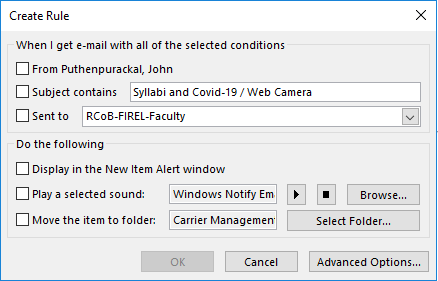 Create Rule
When I get e-mail with all of the selected conditions
From Puthenpurackal, John
Subject contains Syllabi and Covid-19 / Web Camera
Sent to RCoB-FIREL-Faculty
Do the following
Display in the New Item Alert window
Play a selected sound: Windows Notify Em Browse...
Move the item to folder: Carrier Management Select Folder...
OK Cancel Advanced Options...